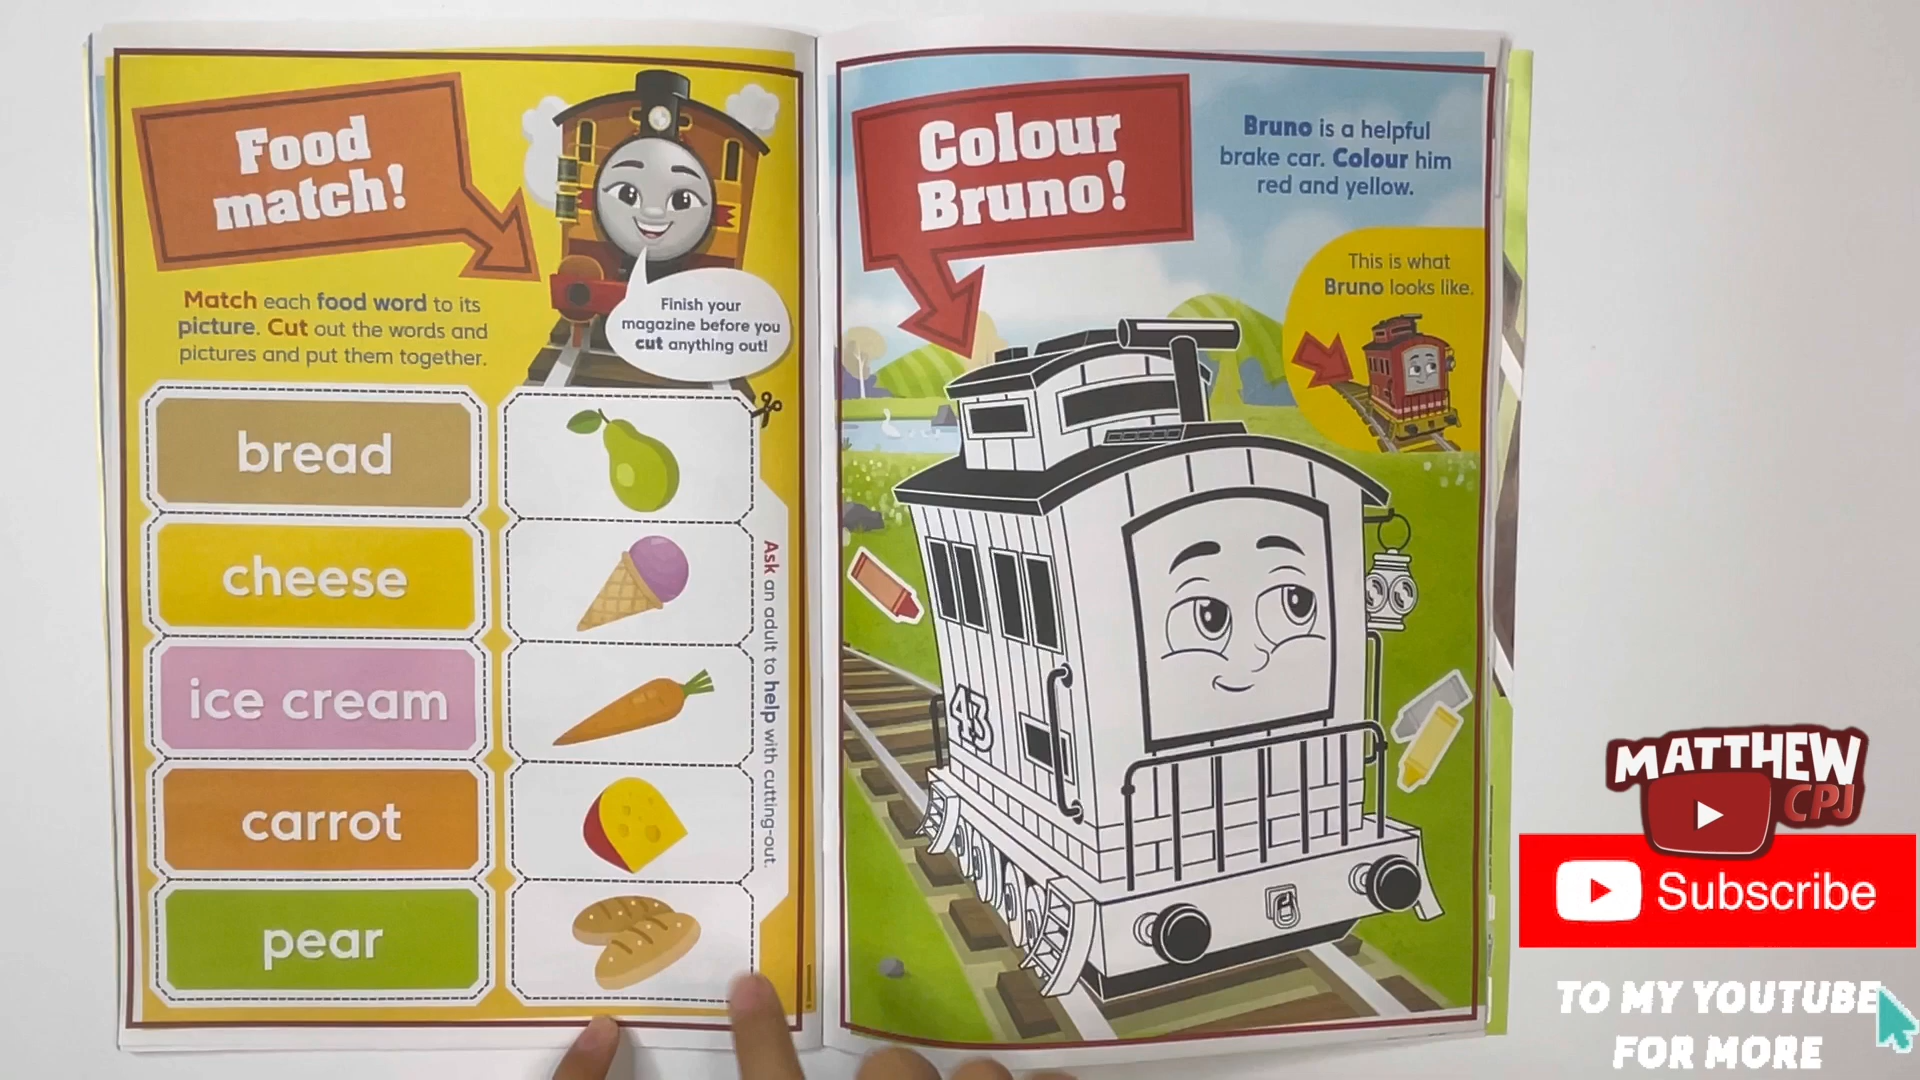 Food
match!
Match each food word to its
picture. Cut out the words and
pictures and put them together.
Finish your
magazine before you
cut anything out!
bread
cheese
ice cream
carrot
pear
Ask an adult to help with cutting-out.
Colour
Bruno!
Bruno is a helpful
brake car. Colour him
red and yellow.
This is what
Bruno looks like.
43
MATTHEW
CPJ
Subscribe
TO MY YOUTUBE
FOR MORE